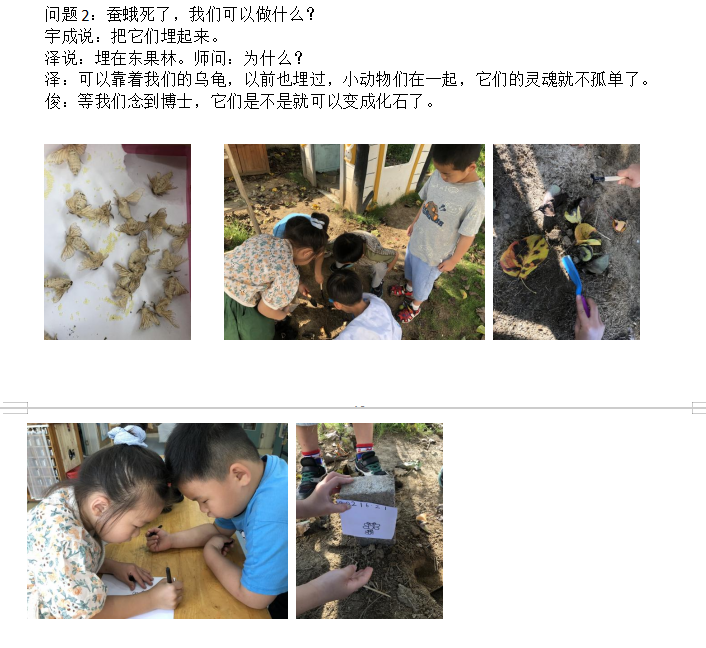 问题2：蚕蛾死了，我们可以做什么？
宇成说：把它们埋起来。
泽说：埋在东果林。师问：为什么？
泽：可以靠着我们的乌龟，以前也埋过，小动物们在一起，它们的灵魂就不孤单了。
俊：等我们念到博士，它们是不是就可以变成化石了。